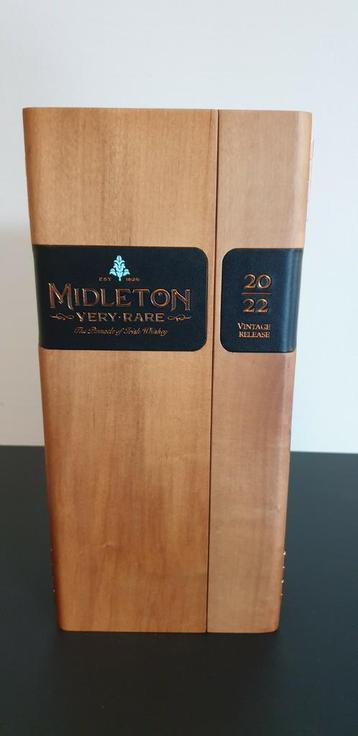 EST 1825
MIDLETON
VERY·RARE
The Pinnacle of Irish Whiskey
20
22
VINTAGE
RELEASE